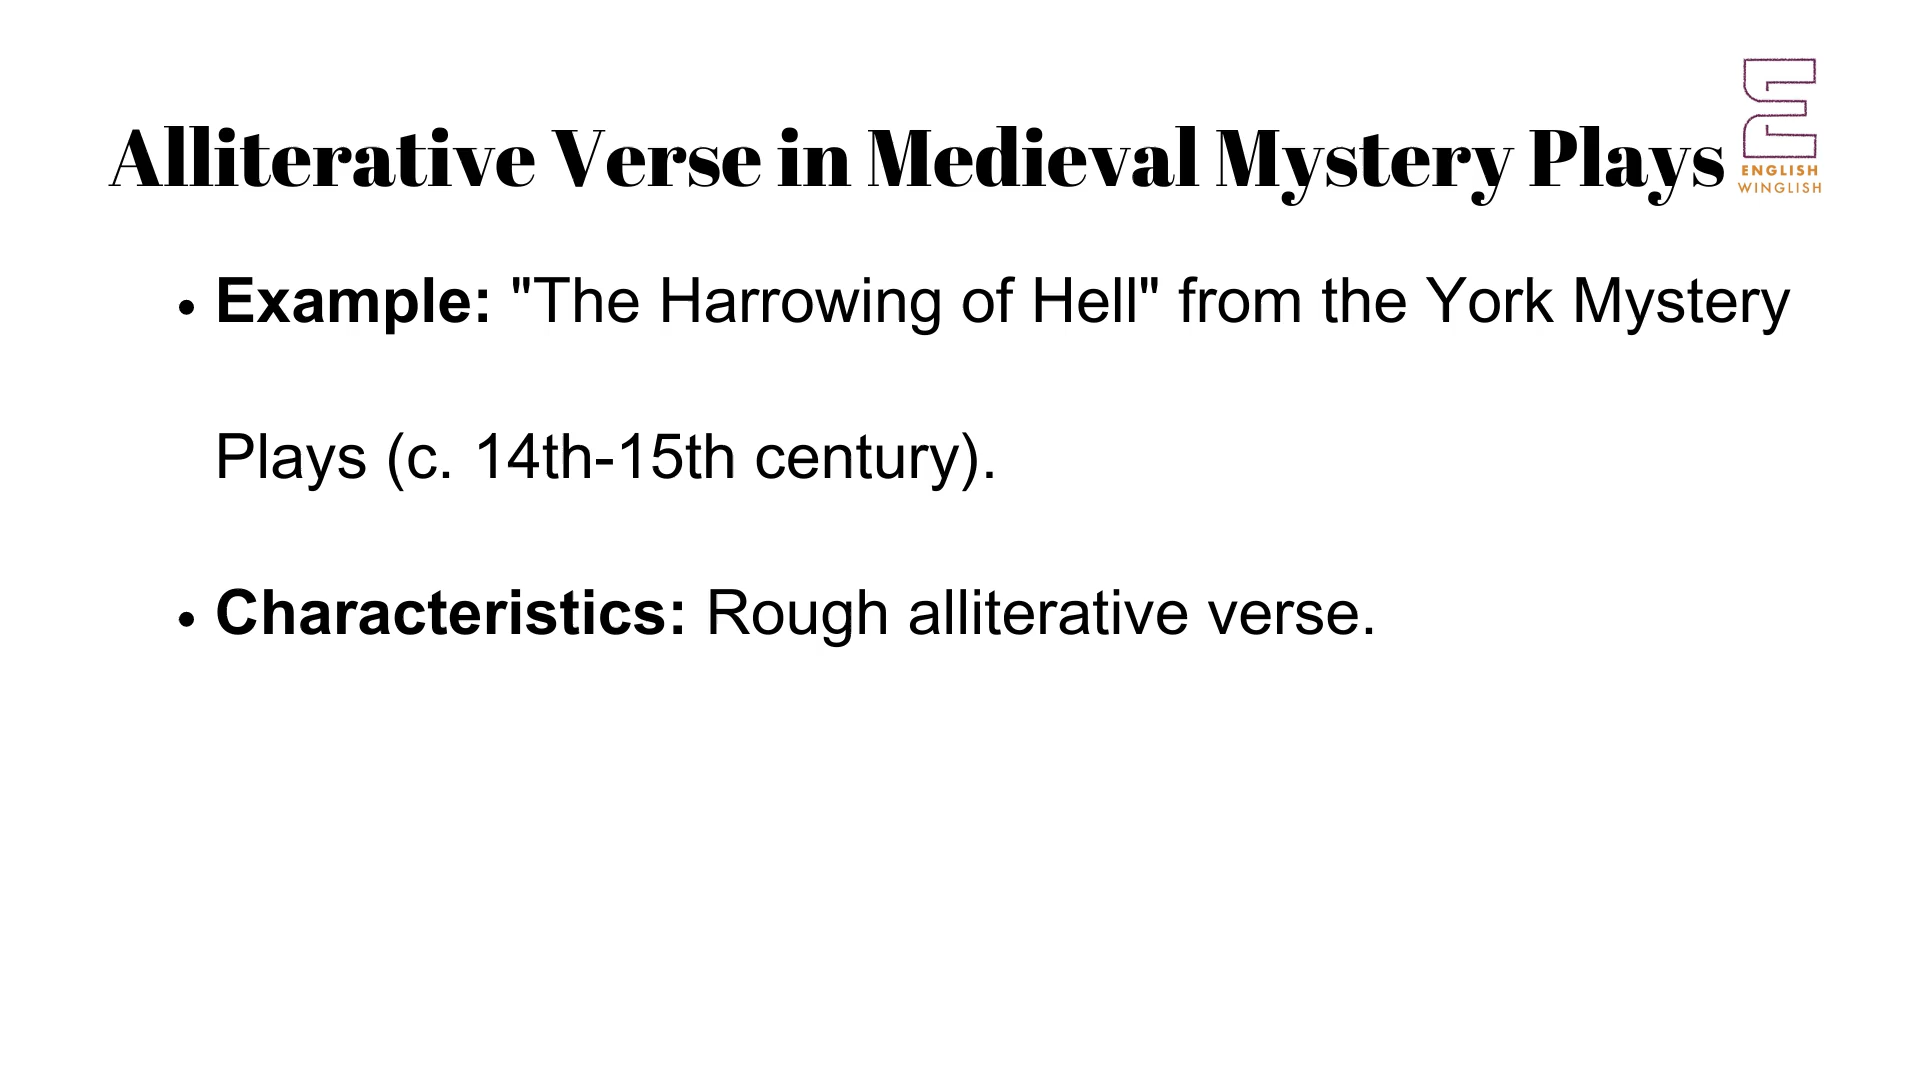 Alliterative Verse in Medieval Mystery Plays
ENGLISH
WINGLISH
• Example: "The Harrowing of Hell" from the York Mystery
Plays (c. 14th-15th century).
• Characteristics: Rough alliterative verse.